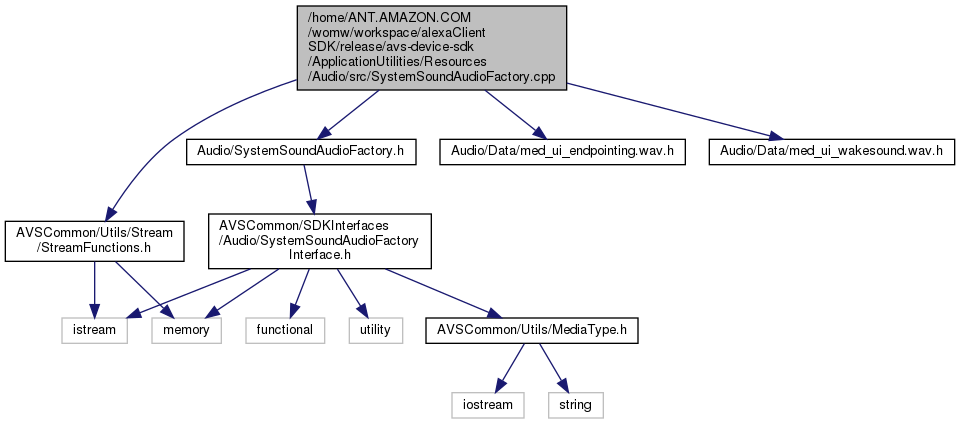 /home/ANT.AMAZON.COM
/womw/workspace/alexaClient
SDK/release/avs-device-sdk
/ApplicationUtilities/Resources
/Audio/src/SystemSoundAudioFactory.cpp
Audio/SystemSoundAudioFactory.h
Audio/Data/med_ui_endpointing.wav.h
Audio/Data/med_ui_wakesound.wav.h
AVSCommon/Utils/Stream
/StreamFunctions.h
AVSCommon/SDKInterfaces
/Audio/SystemSoundAudioFactory
Interface.h
istream
memory
functional
utility
AVSCommon/Utils/MediaType.h
iostream
string